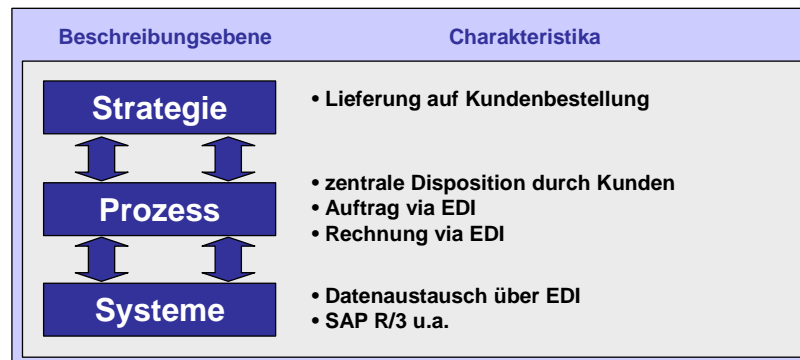 Beschreibungsebene Charakteristika
Strategie
• Lieferung auf Kundenbestellung
Prozess
• zentrale Disposition durch Kunden
• Auftrag via EDI
• Rechnung via EDI
Systeme
• Datenaustausch über EDI
• SAP R/3 u.a.